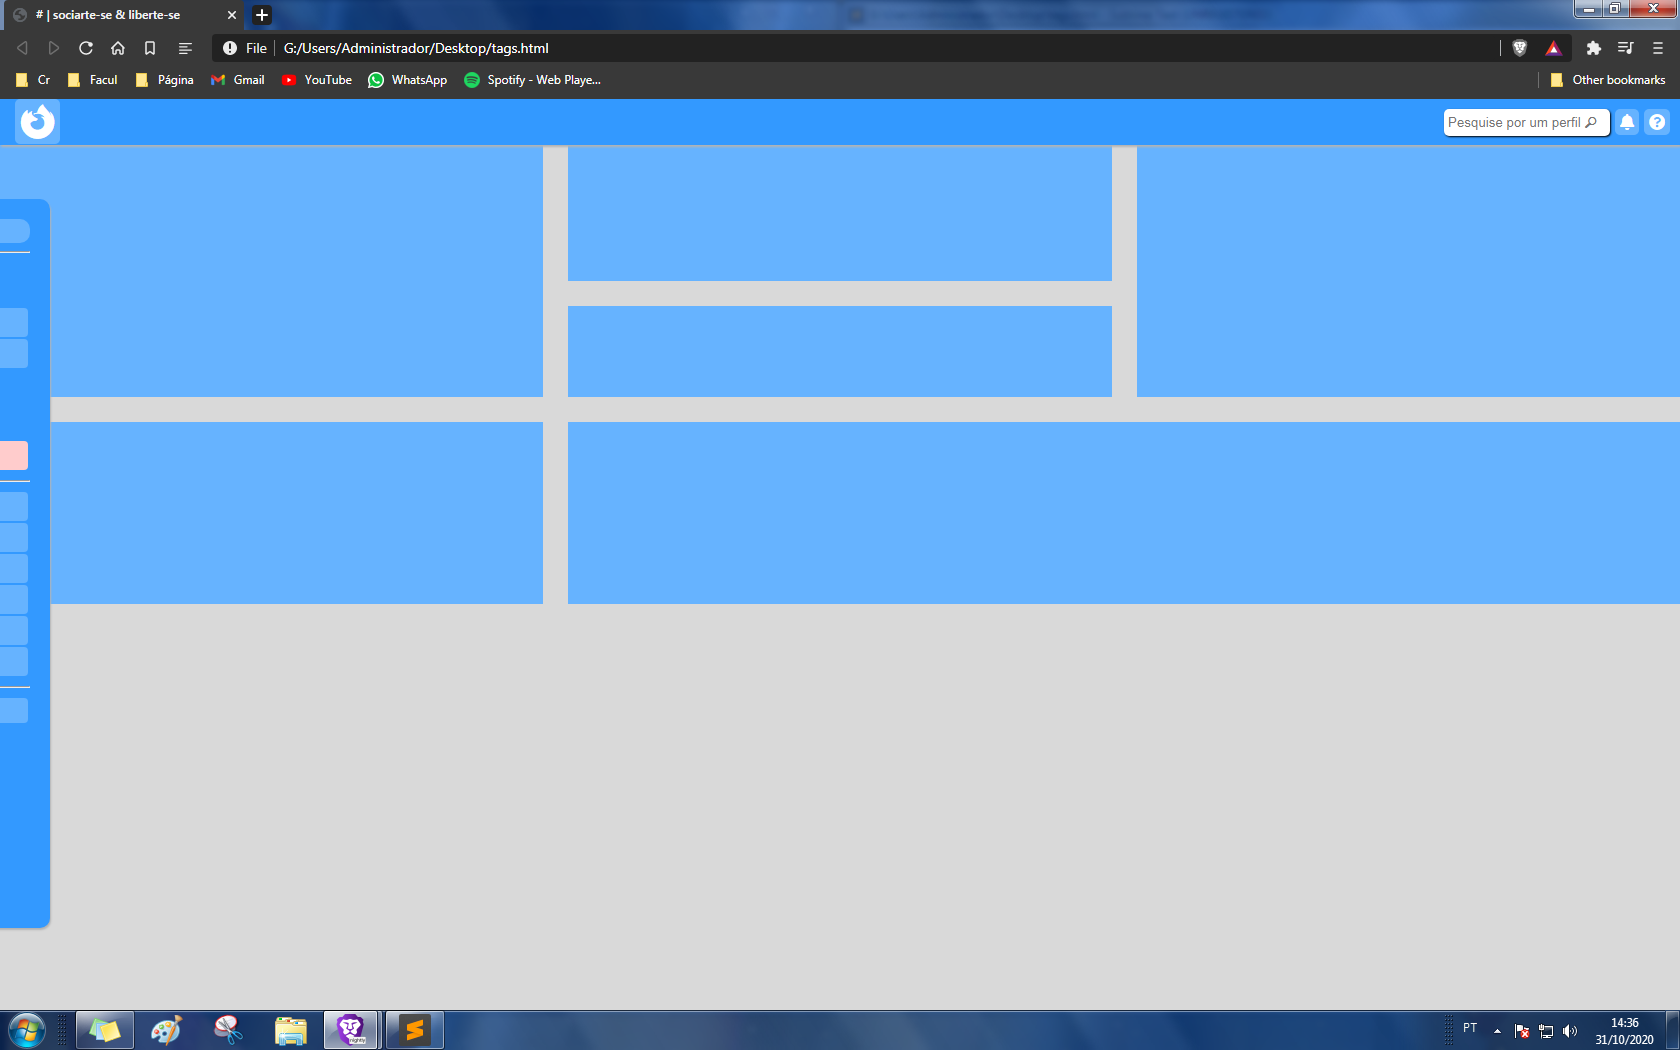 # | sociarte-se & liberte-se
File G:/Users/Administrador/Desktop/tags.html
Cr Facul Página Gmail YouTube WhatsApp Spotify - Web Playe... Other bookmarks
Pesquise por um perfil
nightly
PT 14:36
31/10/2020